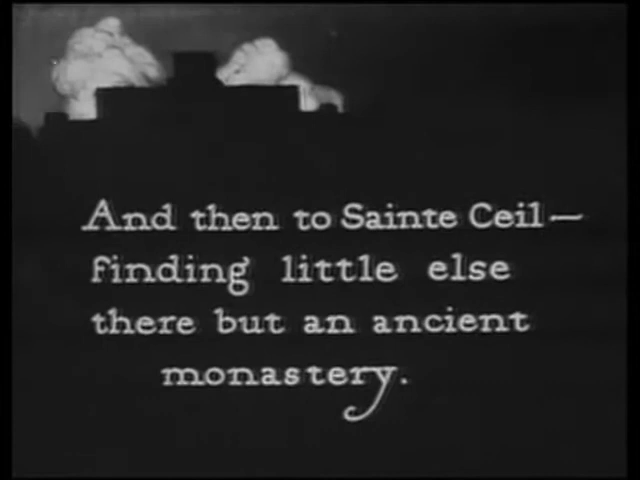 And then to Sainte Ceil—
finding little else
there but an ancient
monastery.